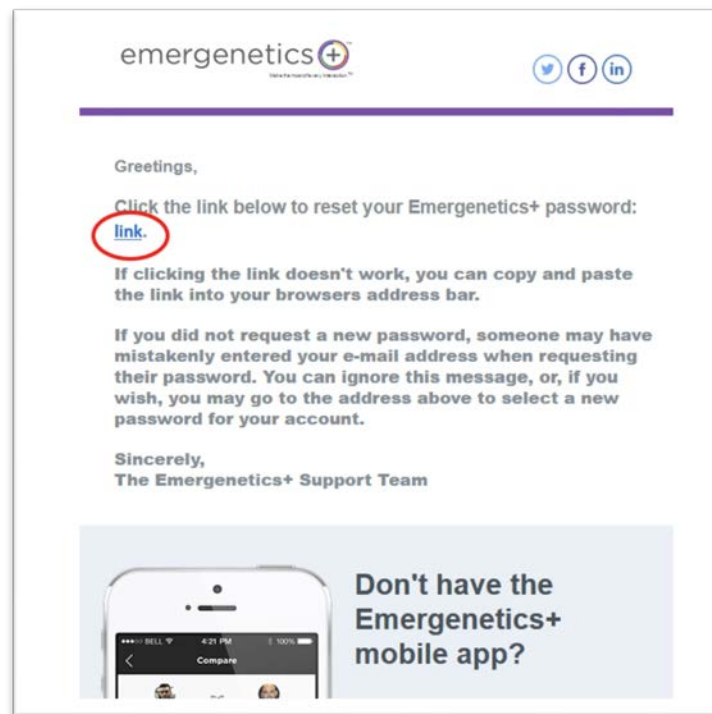 emergenetics+
Greetings,
Click the link below to reset your Emergenetics+ password:
link.
If clicking the link doesn't work, you can copy and paste
the link into your browsers address bar.
If you did not request a new password, someone may have
mistakenly entered your e-mail address when requesting
their password. You can ignore this message, or, if you
wish, you may go to the address above to select a new
password for your account.
Sincerely,
The Emergenetics+ Support Team
Don't have the
Emergenetics+
mobile app?
BELL 4:21 PM 100%
Compare